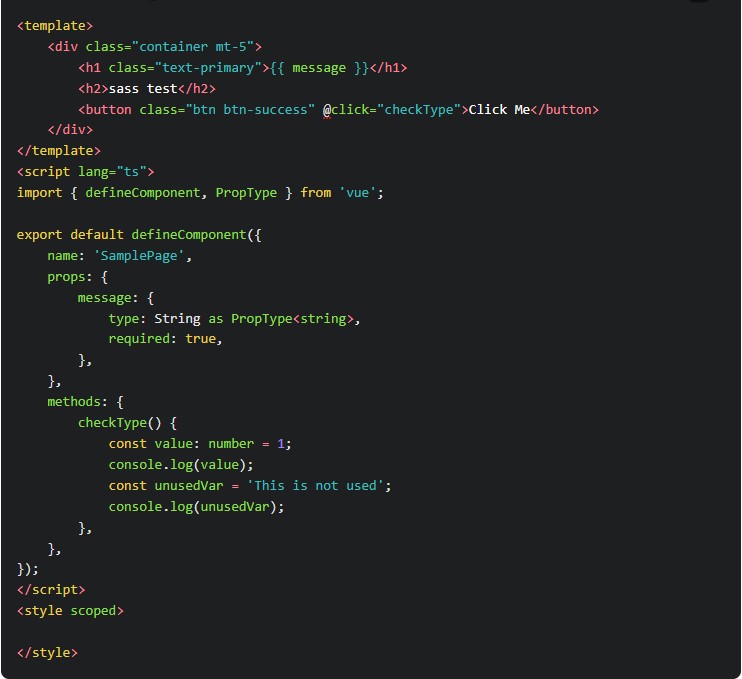 <template>
    <div class="container mt-5">
        <h1 class="text-primary">{{ message }}</h1>
        <h2>sass test</h2>
        <button class="btn btn-success" @click="checkType">Click Me</button>
    </div>
</template>
<script lang="ts">
import { defineComponent, PropType } from 'vue';

export default defineComponent({
    name: 'SamplePage',
    props: {
        message: {
            type: String as PropType<string>,
            required: true,
        },
    },
    methods: {
        checkType() {
            const value: number = 1;
            console.log(value);
            const unusedVar = 'This is not used';
            console.log(unusedVar);
        },
    },
});
</script>
<style scoped>

</style>